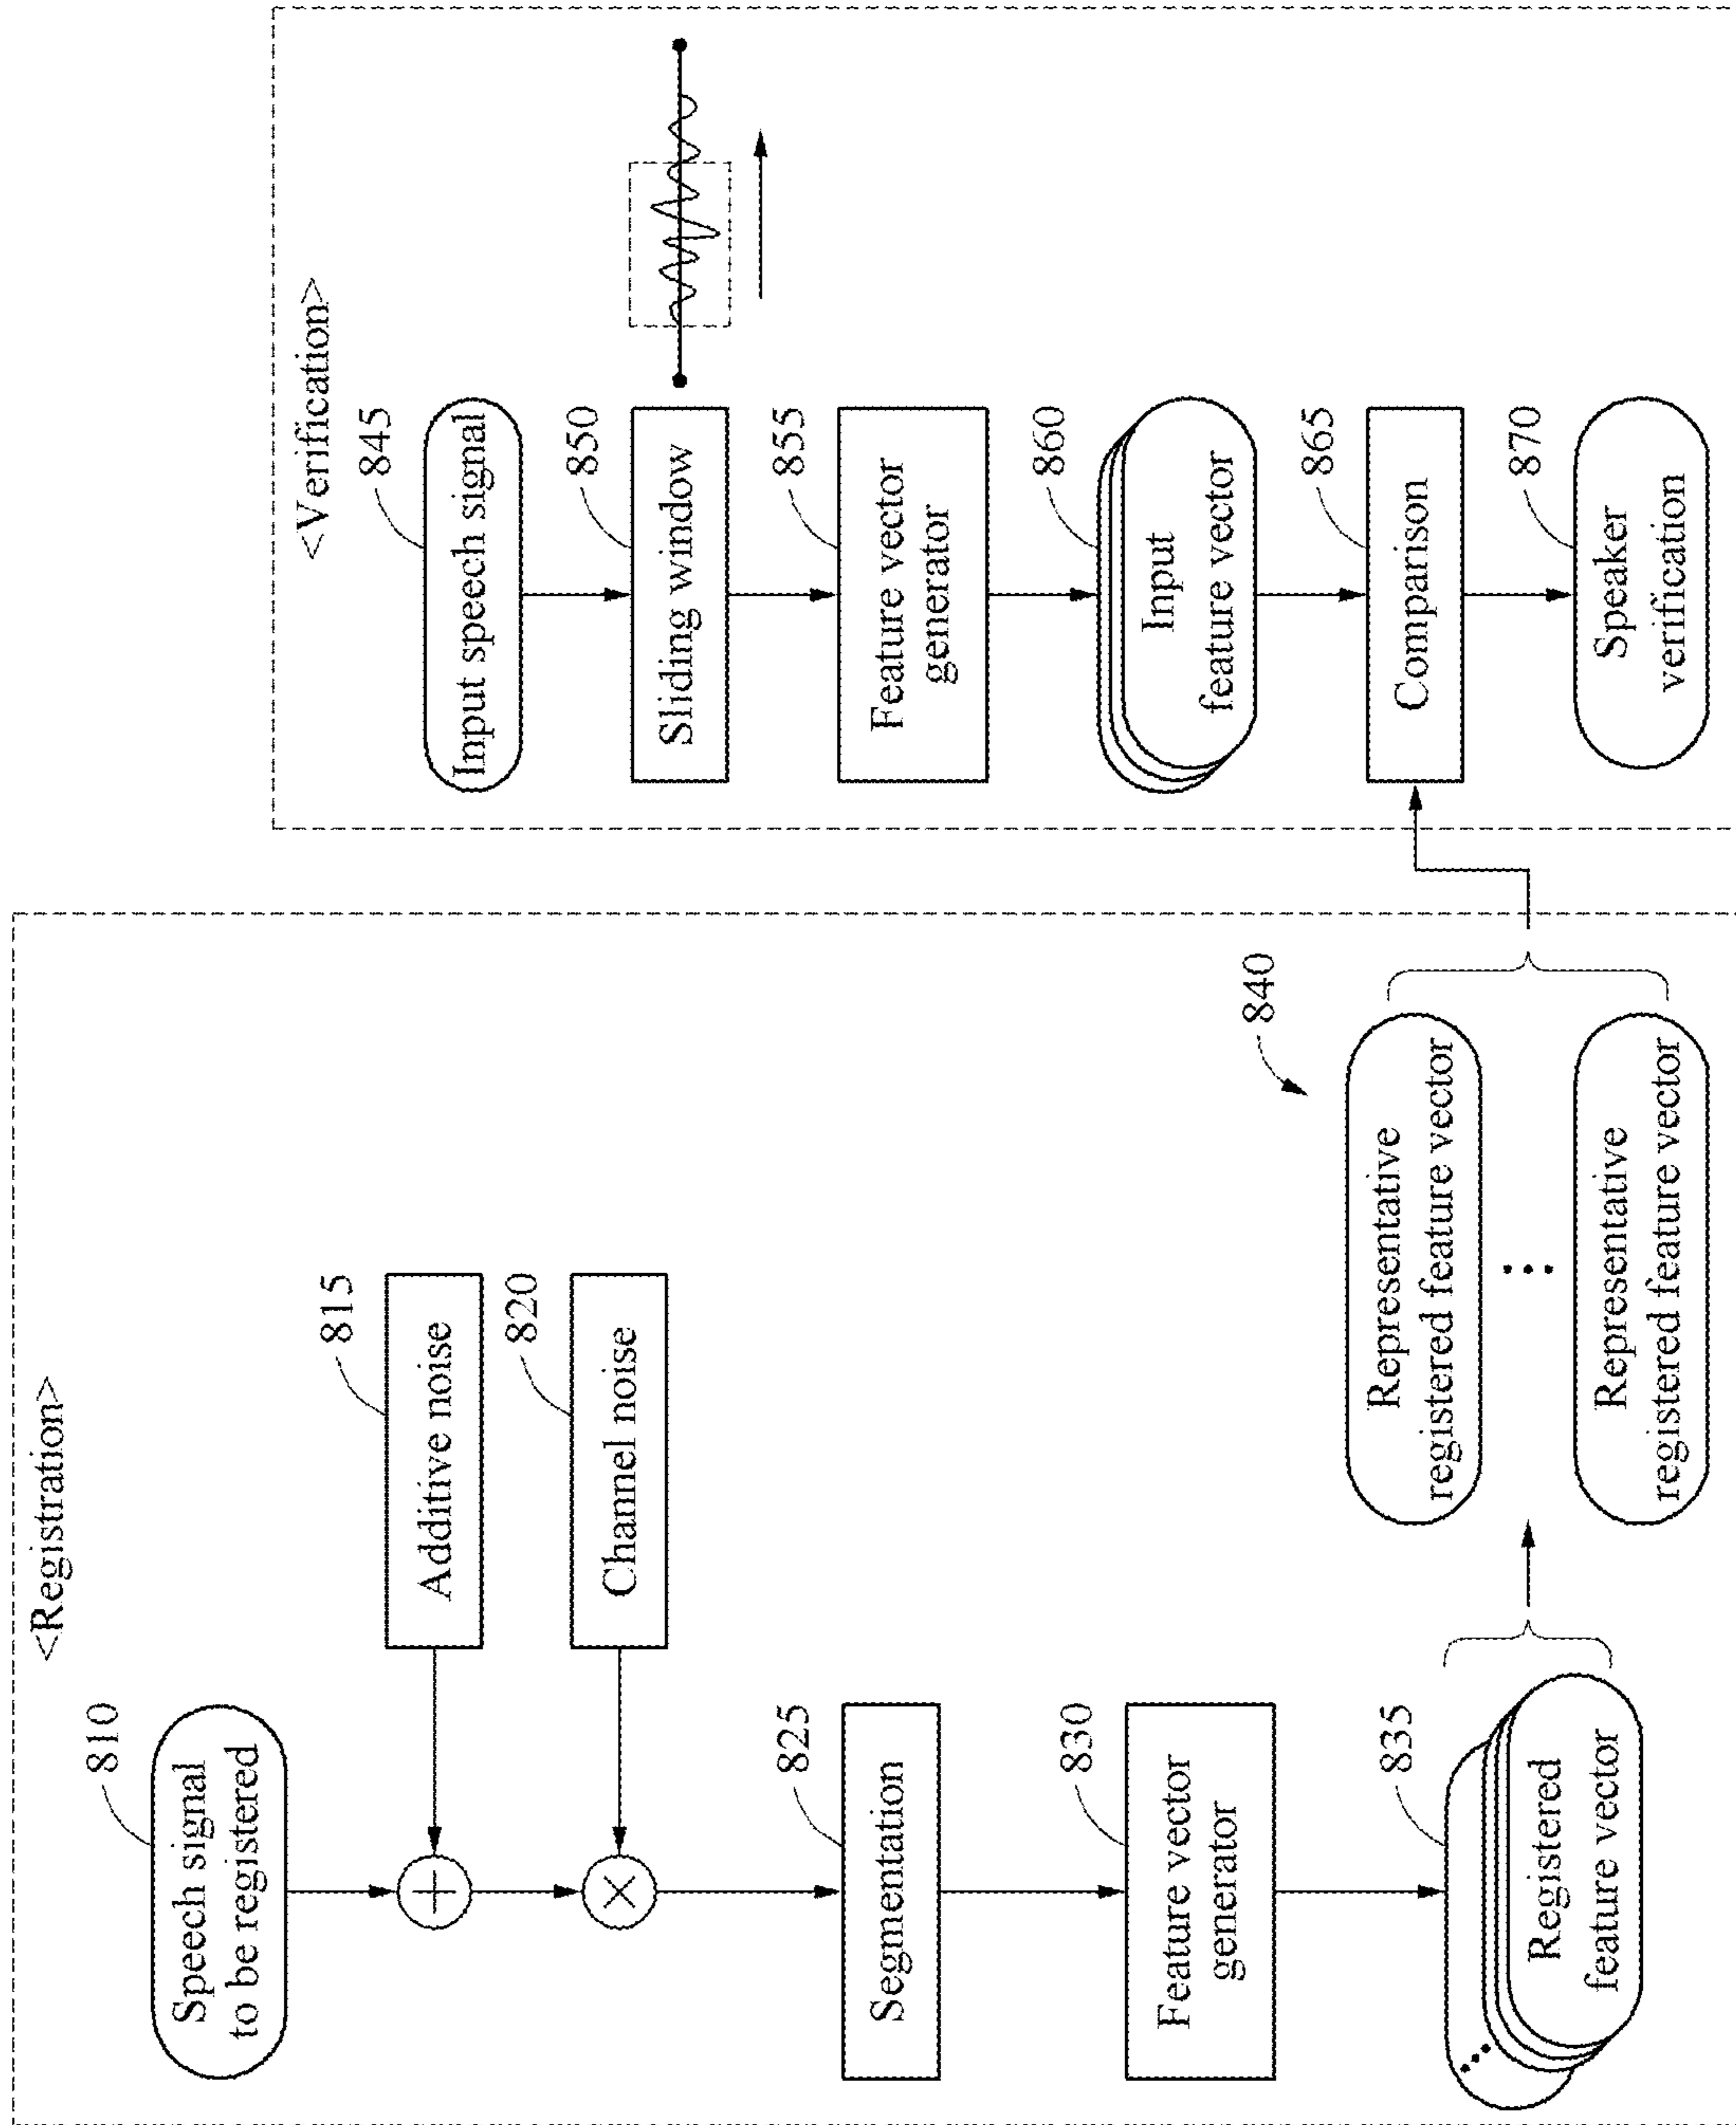 <Registration>
810
Speech signal
to be registered
815
Additive noise
+
820
Channel noise
×
825
Segmentation
830
Feature vector
generator
835
Registered
feature vector
840
Representative
registered feature vector
Representative
registered feature vector
<Verification>
845
Input speech signal
850
Sliding window
855
Feature vector
generator
860
Input
feature vector
865
Comparison
870
Speaker
verification